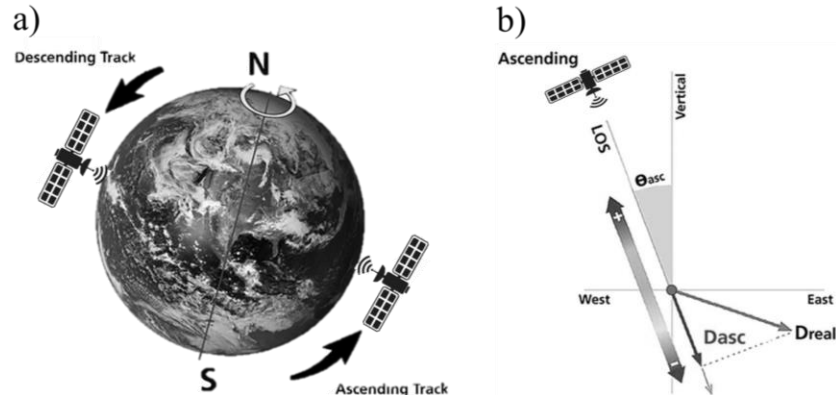 a)
Descending Track
N
S
Ascending Track
b)
Ascending
LOS
Vertical
θasc
+
West
East
Dasc
Dreal
-